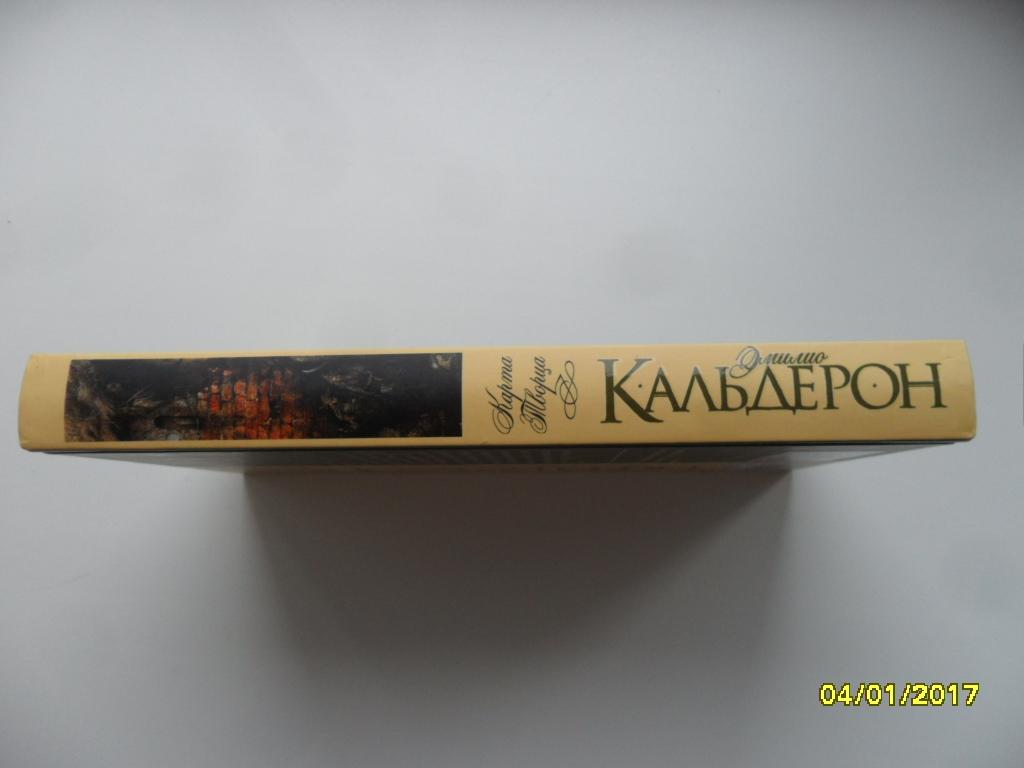 Карта
Творца
Эмилио
КАЛЬДЕРОН
04/01/2017